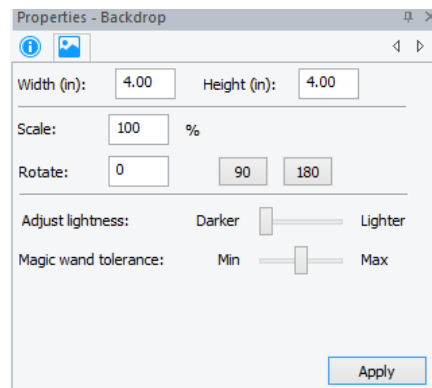 Properties - Backdrop
Width (in): 4.00 Height (in): 4.00
Scale: 100 %
Rotate: 0 90 180
Adjust lightness: Darker Lighter
Magic wand tolerance: Min Max
Apply